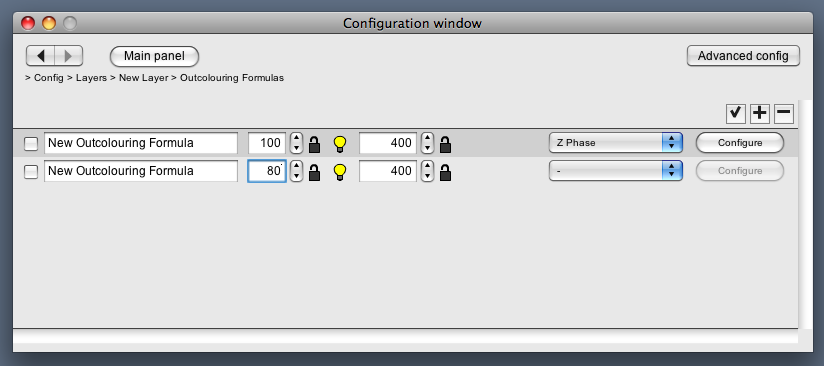 Configuration window
Main panel
Advanced config
> Config > Layers > New Layer > Outcolouring Formulas
New Outcolouring Formula 100 400 Z Phase Configure
New Outcolouring Formula 80 400 - Configure